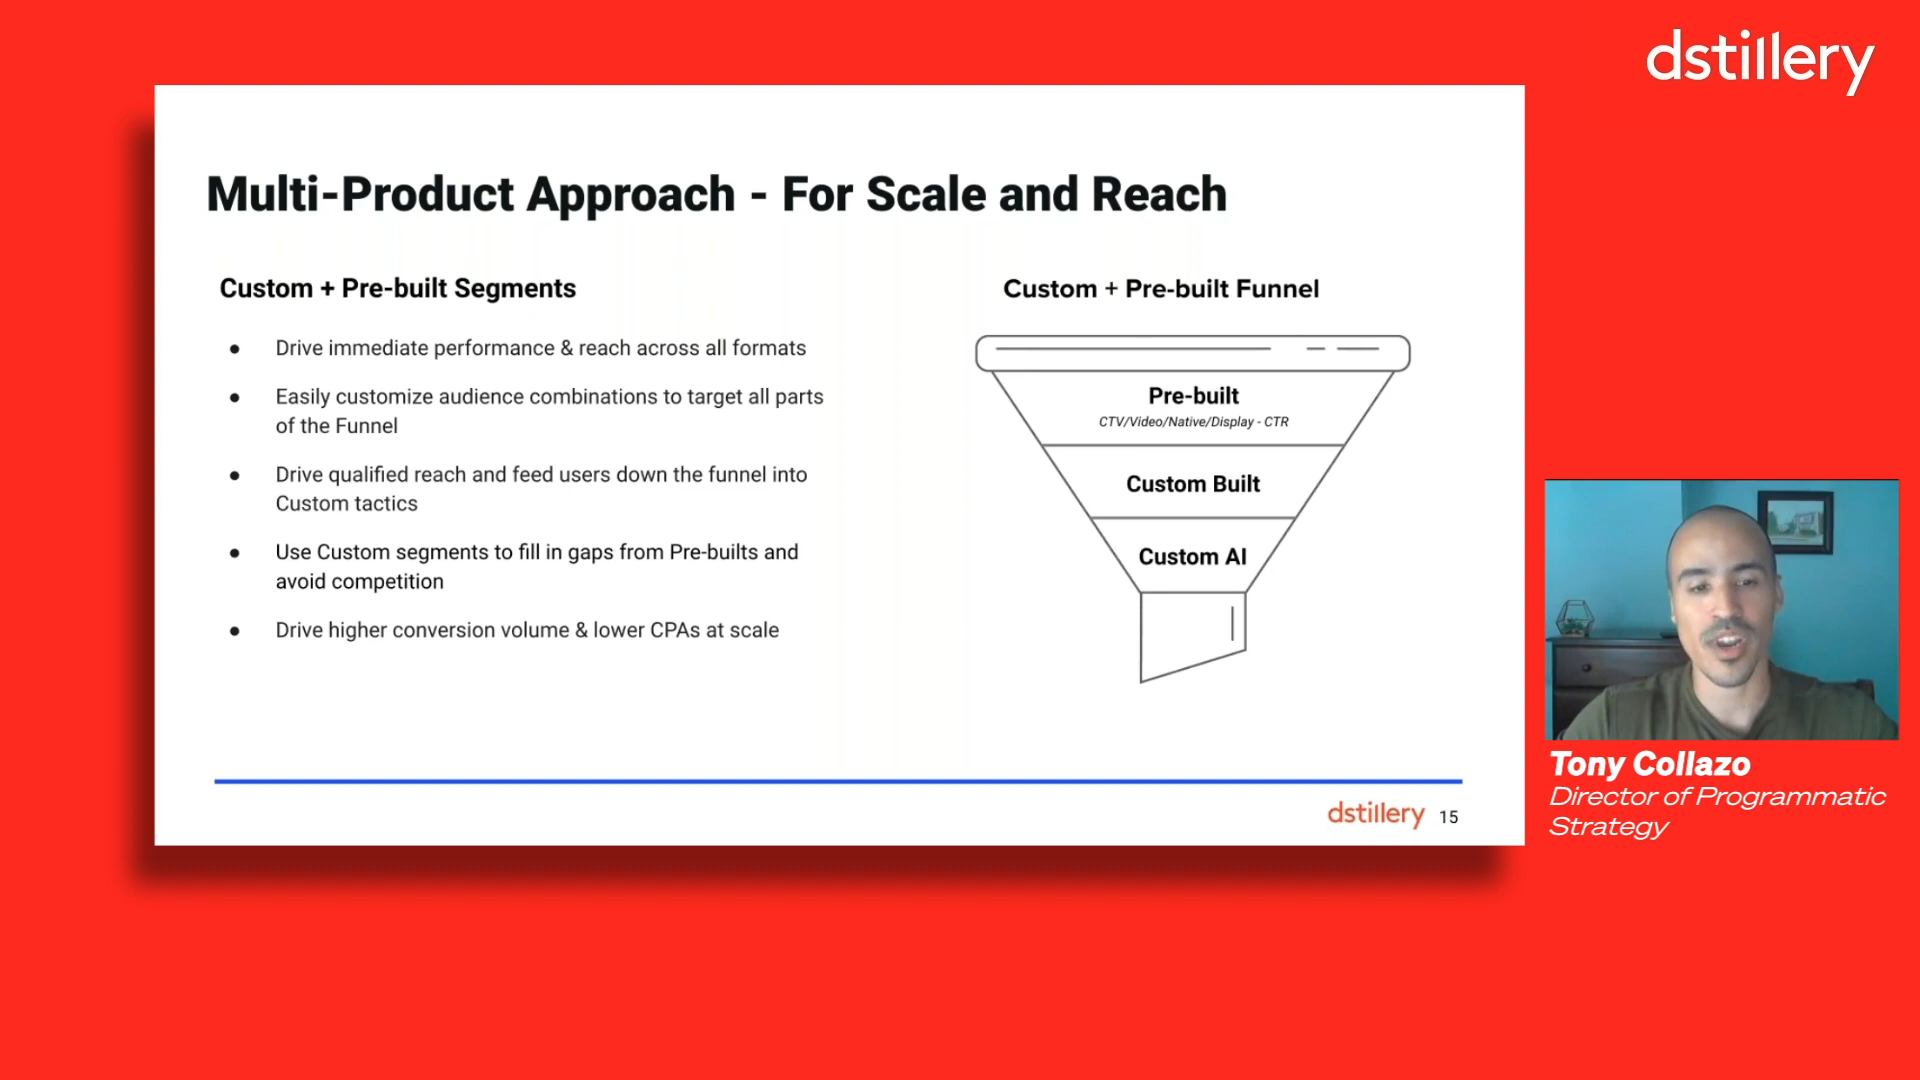 dstillery
Multi-Product Approach - For Scale and Reach
Custom + Pre-built Segments
● Drive immediate performance & reach across all formats
● Easily customize audience combinations to target all parts
of the Funnel
● Drive qualified reach and feed users down the funnel into
Custom tactics
● Use Custom segments to fill in gaps from Pre-builts and
avoid competition
● Drive higher conversion volume & lower CPAs at scale
Custom + Pre-built Funnel
Pre-built
CTV/Video/Native/Display - CTR
Custom Built
Custom AI
dstillery 15
Tony Collazo
Director of Programmatic
Strategy